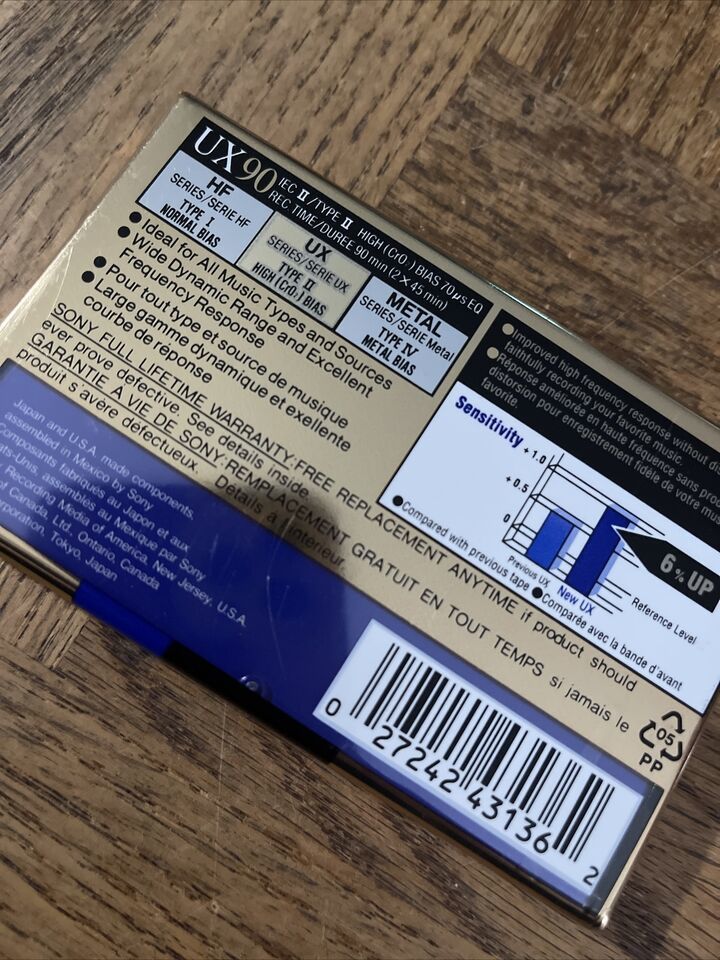 UX90 IEC II/TYPE II HIGH (CrO₂) BIAS 70µs EQ
REC TIME/DURÉE 90 min (2×45 min)
HF
SERIES/SERIE HF
TYPE I
NORMAL BIAS
UX
SERIES/SERIE UX
TYPE II
HIGH (CrO₂) BIAS
METAL
SERIES/SERIE Metal
TYPE IV
METAL BIAS
● Ideal for All Music Types and Sources
● Wide Dynamic Range and Excellent
Frequency Response
● Pour tout type et source de musique
● Large gamme dynamique et exellente
courbe de réponse
SONY FULL LIFETIME WARRANTY: FREE REPLACEMENT ANYTIME if product should
ever prove defective. See details inside.
GARANTIE A VIE DE SONY: REMPLACEMENT GRATUIT EN TOUT TEMPS si jamais le
produit s'avère défectueux. Détails à l'intérieur.
● Improved high frequency response without
faithfully recording your favorite music.
● Réponse améliorée en haute fréquence sans
distorsion pour enregistrement fidèle de votre
favorite.
Sensitivity
+1.0
+0.5
0
6% UP
Previous UX
New UX
Reference Level
● Compared with previous tape ● Comparée avec la bande d'avant
Japan and U.S.A. made components,
assembled in Mexico by Sony
Composants fabriqués au Japon et aux
assemblés au Mexique par Sony
Recording Media of America, New Jersey, U.S.A.
of Canada, Ltd. Ontario, Canada
Tokyo, Japan
0 27242 43136 2
05
PP